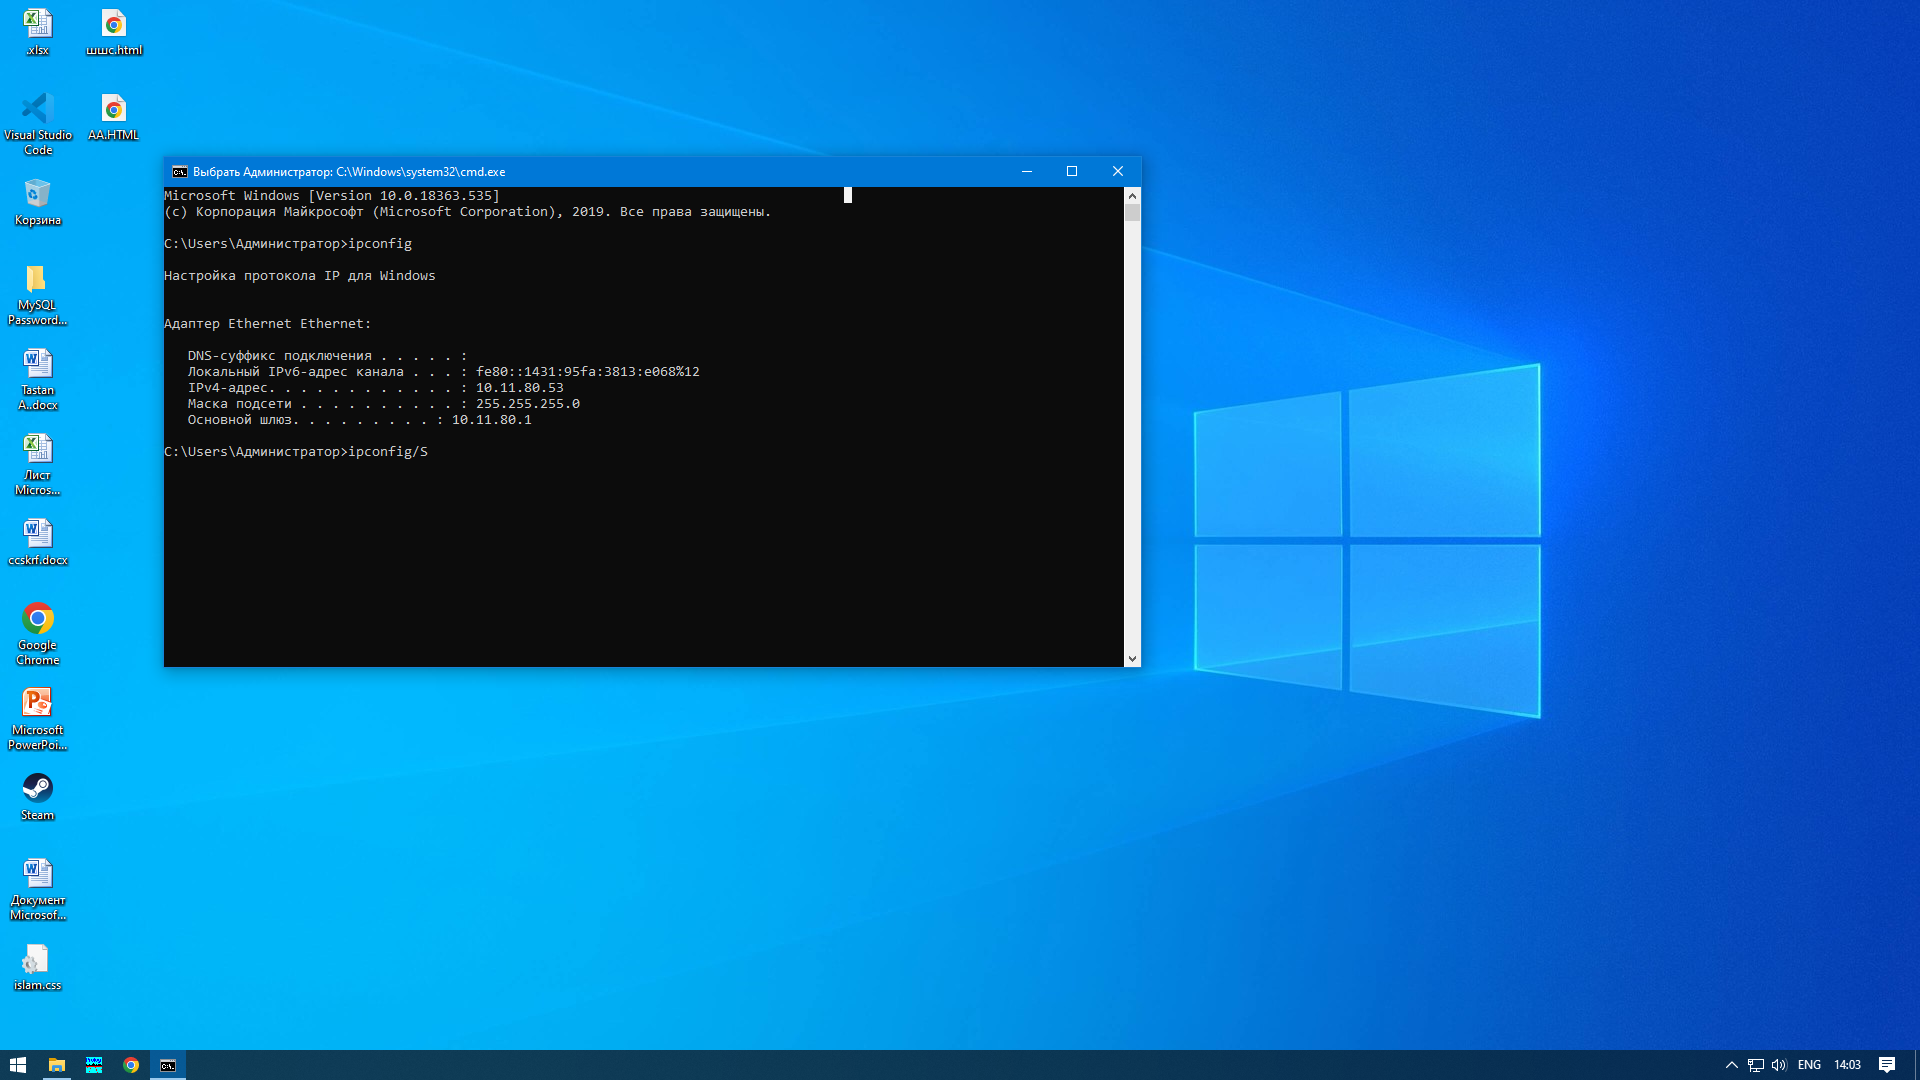 .xlsx
шшс.html
Visual Studio
Code
AA.HTML
Корзина
MySQL
Password...
Tastan
A..docx
Лист
Micros...
ccskrf.docx
Google
Chrome
Microsoft
PowerPoi...
Steam
Документ
Microsof...
islam.css
Выбрать Администратор: C:\Windows\system32\cmd.exe
Microsoft Windows [Version 10.0.18363.535]
(c) Корпорация Майкрософт (Microsoft Corporation), 2019. Все права защищены.
C:\Users\Администратор>ipconfig
Настройка протокола IP для Windows
Адаптер Ethernet Ethernet:
DNS-суффикс подключения . . . . . :
Локальный IPv6-адрес канала . . . : fe80::1431:95fa:3813:e068%12
IPv4-адрес. . . . . . . . . . . . : 10.11.80.53
Маска подсети . . . . . . . . . . : 255.255.255.0
Основной шлюз. . . . . . . . . : 10.11.80.1
C:\Users\Администратор>ipconfig/S
ENG
14:03